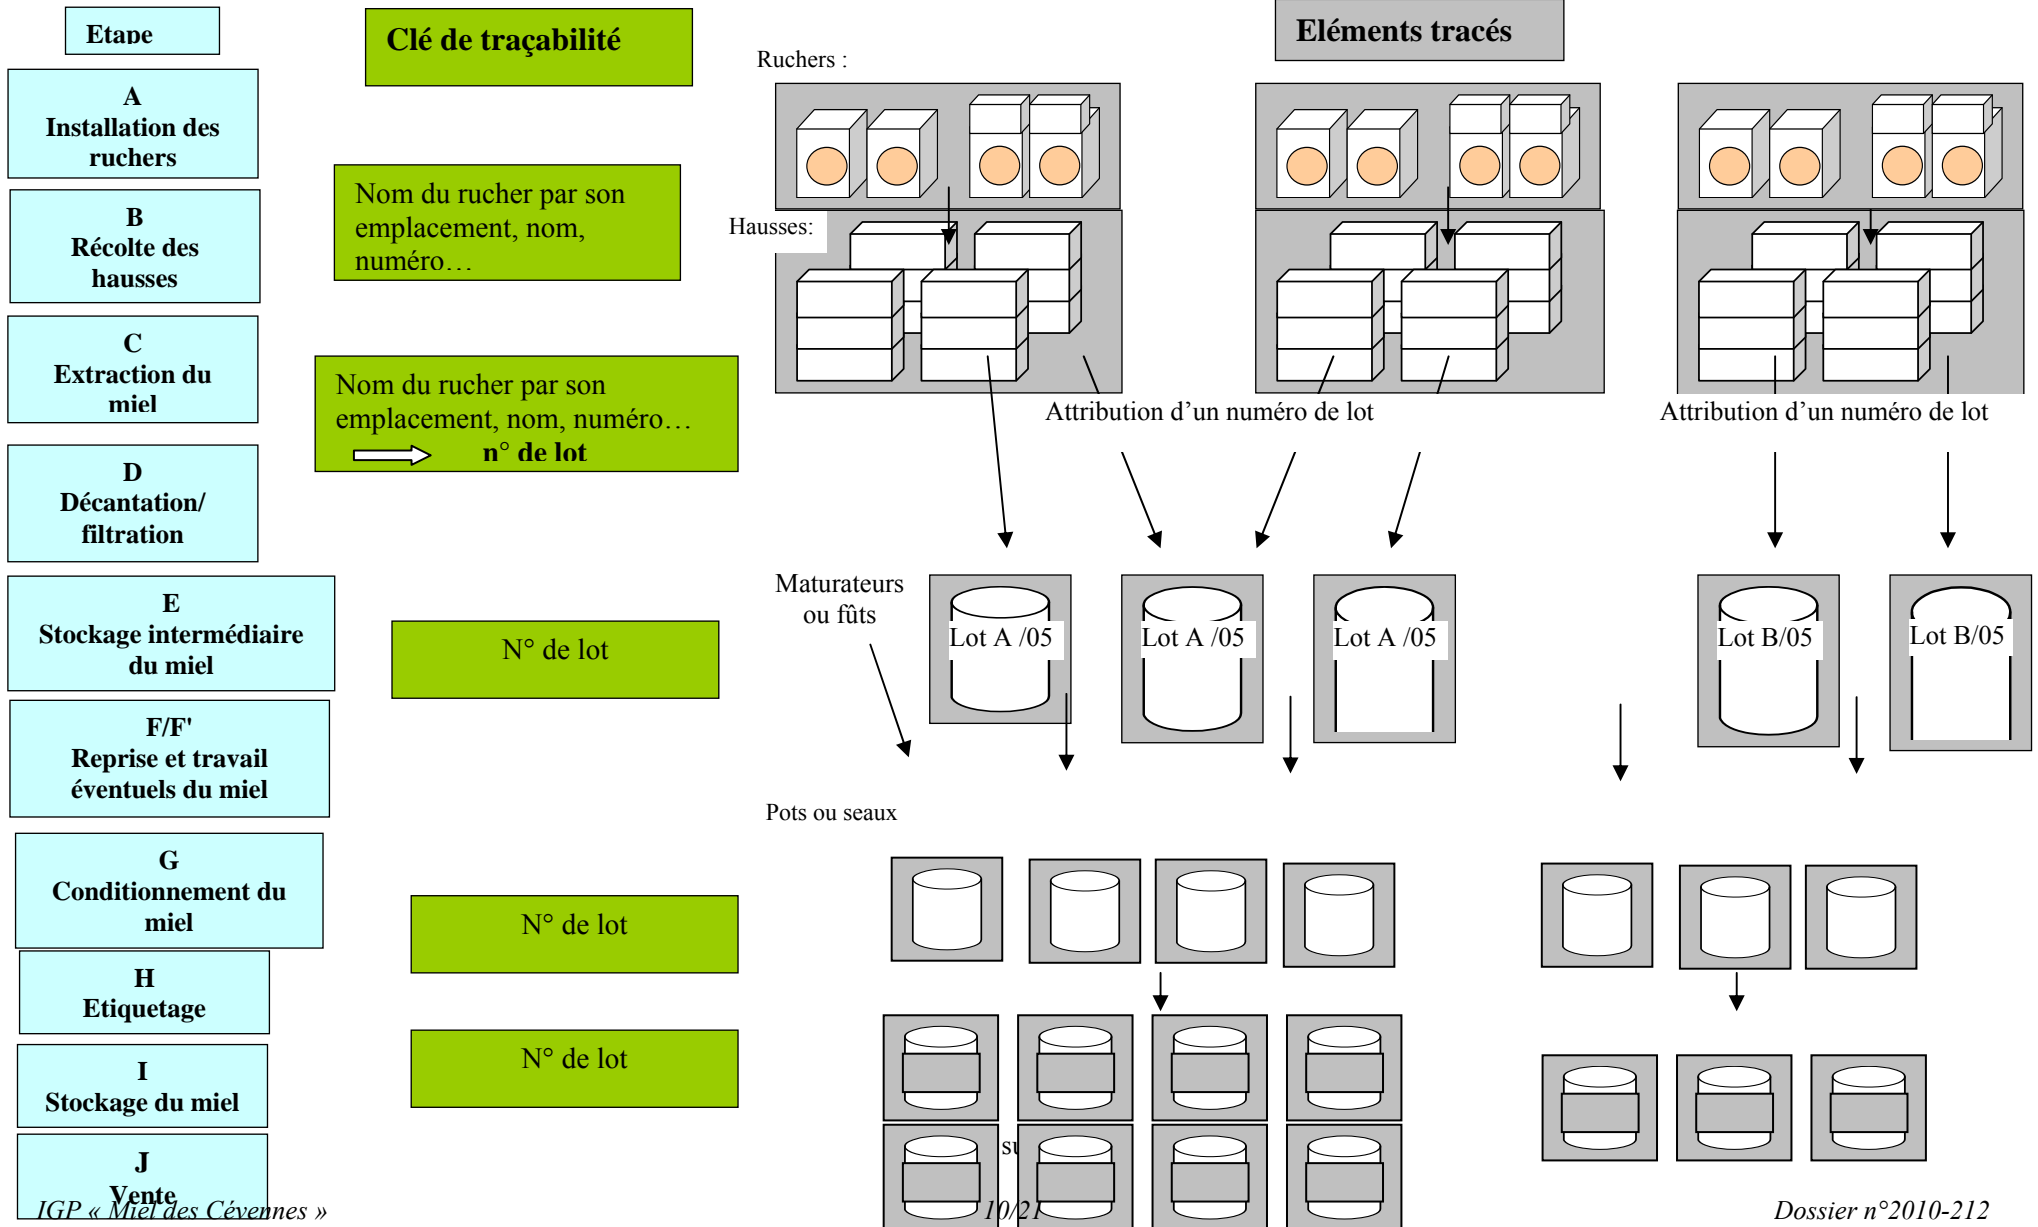 Etape
Clé de traçabilité
Eléments tracés
A
Installation des
ruchers
B
Récolte des
hausses
C
Extraction du
miel
D
Décantation/
filtration
E
Stockage intermédiaire
du miel
F/F'
Reprise et travail
éventuels du miel
G
Conditionnement du
miel
H
Etiquetage
I
Stockage du miel
J
Vente
Nom du rucher par son
emplacement, nom,
numéro…
Nom du rucher par son
emplacement, nom, numéro…
n° de lot
N° de lot
N° de lot
N° de lot
Ruchers :
Hausses:
Attribution d’un numéro de lot
Attribution d’un numéro de lot
Maturateurs
ou fûts
Lot A /05
Lot A /05
Lot A /05
Lot B/05
Lot B/05
Pots ou seaux
IGP « Miel des Cévennes »
10/21
Dossier n°2010-212